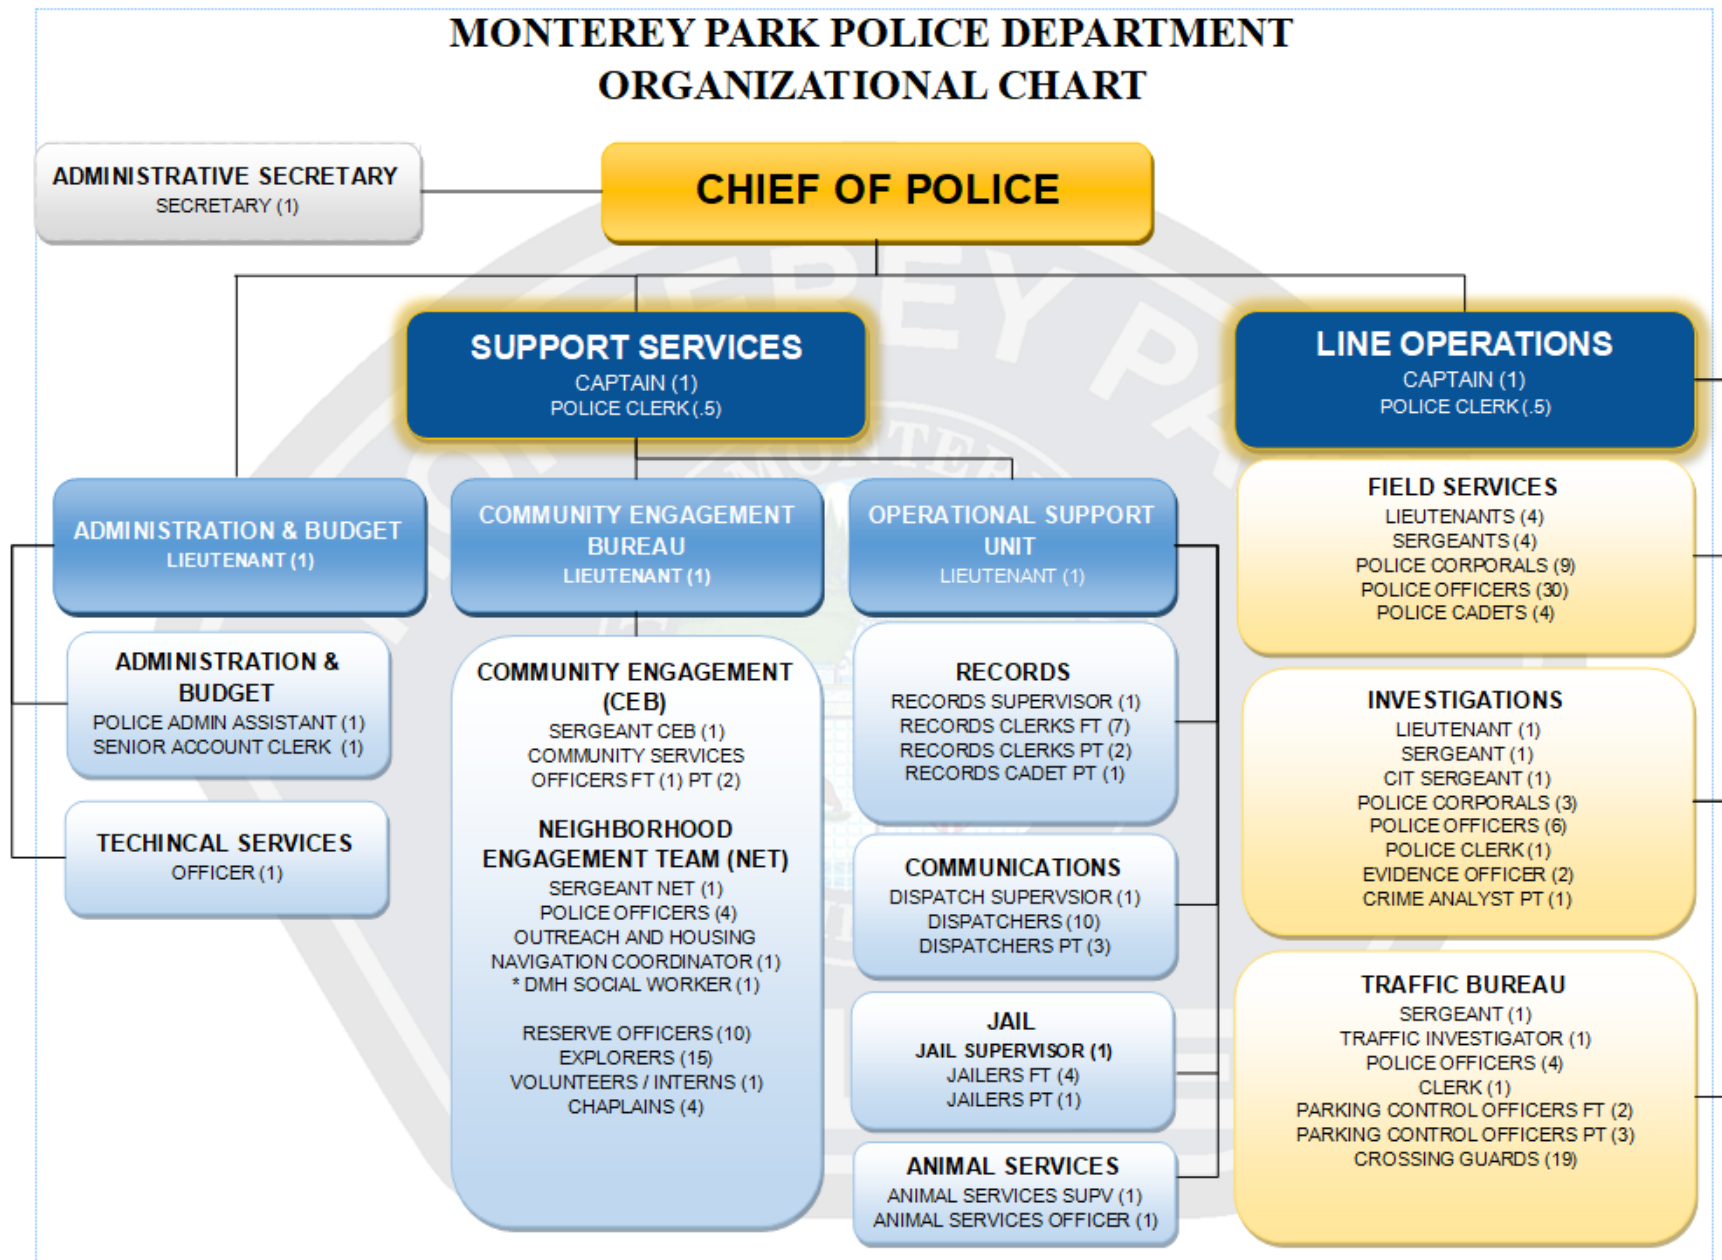 MONTEREY PARK POLICE DEPARTMENT
ORGANIZATIONAL CHART
ADMINISTRATIVE SECRETARY
SECRETARY (1)
CHIEF OF POLICE
SUPPORT SERVICES
CAPTAIN (1)
POLICE CLERK (.5)
LINE OPERATIONS
CAPTAIN (1)
POLICE CLERK (.5)
ADMINISTRATION & BUDGET
LIEUTENANT (1)
ADMINISTRATION &
BUDGET
POLICE ADMIN ASSISTANT (1)
SENIOR ACCOUNT CLERK (1)
TECHINCAL SERVICES
OFFICER (1)
COMMUNITY ENGAGEMENT
BUREAU
LIEUTENANT (1)
COMMUNITY ENGAGEMENT
(CEB)
SERGEANT CEB (1)
COMMUNITY SERVICES
OFFICERS FT (1) PT (2)
NEIGHBORHOOD
ENGAGEMENT TEAM (NET)
SERGEANT NET (1)
POLICE OFFICERS (4)
OUTREACH AND HOUSING
NAVIGATION COORDINATOR (1)
* DMH SOCIAL WORKER (1)
RESERVE OFFICERS (10)
EXPLORERS (15)
VOLUNTEERS / INTERNS (1)
CHAPLAINS (4)
OPERATIONAL SUPPORT
UNIT
LIEUTENANT (1)
RECORDS
RECORDS SUPERVISOR (1)
RECORDS CLERKS FT (7)
RECORDS CLERKS PT (2)
RECORDS CADET PT (1)
COMMUNICATIONS
DISPATCH SUPERVSIOR (1)
DISPATCHERS (10)
DISPATCHERS PT (3)
JAIL
JAIL SUPERVISOR (1)
JAILERS FT (4)
JAILERS PT (1)
ANIMAL SERVICES
ANIMAL SERVICES SUPV (1)
ANIMAL SERVICES OFFICER (1)
FIELD SERVICES
LIEUTENANTS (4)
SERGEANTS (4)
POLICE CORPORALS (9)
POLICE OFFICERS (30)
POLICE CADETS (4)
INVESTIGATIONS
LIEUTENANT (1)
SERGEANT (1)
CIT SERGEANT (1)
POLICE CORPORALS (3)
POLICE OFFICERS (6)
POLICE CLERK (1)
EVIDENCE OFFICER (2)
CRIME ANALYST PT (1)
TRAFFIC BUREAU
SERGEANT (1)
TRAFFIC INVESTIGATOR (1)
POLICE OFFICERS (4)
CLERK (1)
PARKING CONTROL OFFICERS FT (2)
PARKING CONTROL OFFICERS PT (3)
CROSSING GUARDS (19)